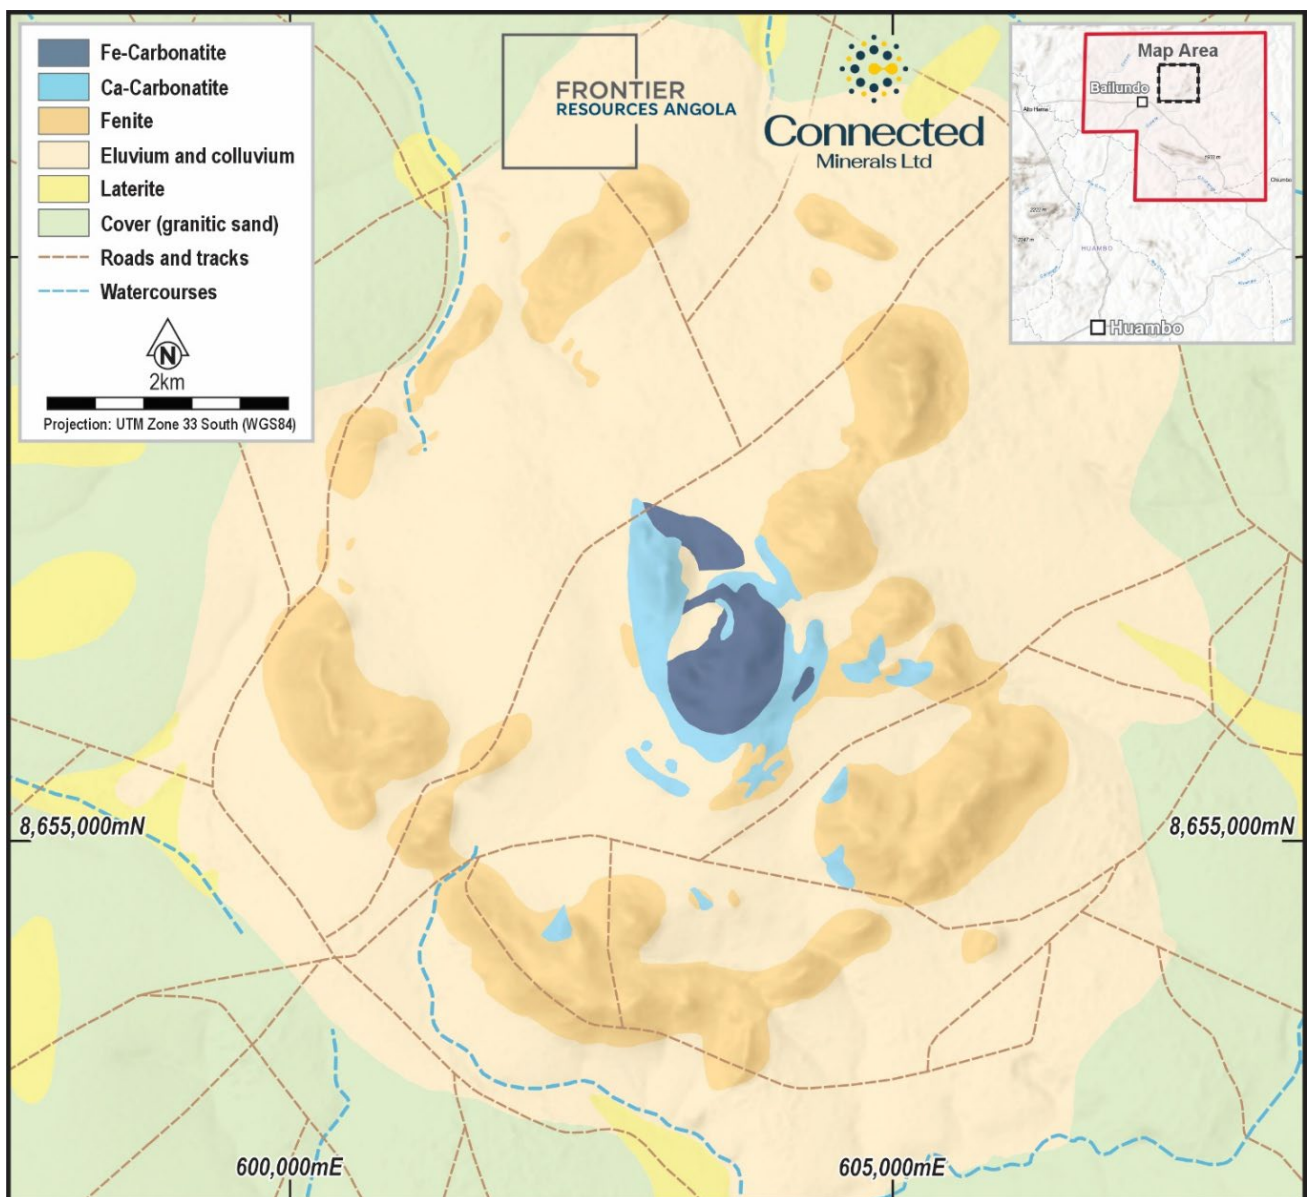 Fe-Carbonatite
Ca-Carbonatite
Fenite
Eluvium and colluvium
Laterite
Cover (granitic sand)
Roads and tracks
Watercourses
N
2km
Projection: UTM Zone 33 South (WGS84)
FRONTIER
RESOURCES ANGOLA
Connected
Minerals Ltd
Map Area
Bailundo
HUAMBO
Huambo
8,655,000mN
8,655,000mN
600,000mE
605,000mE